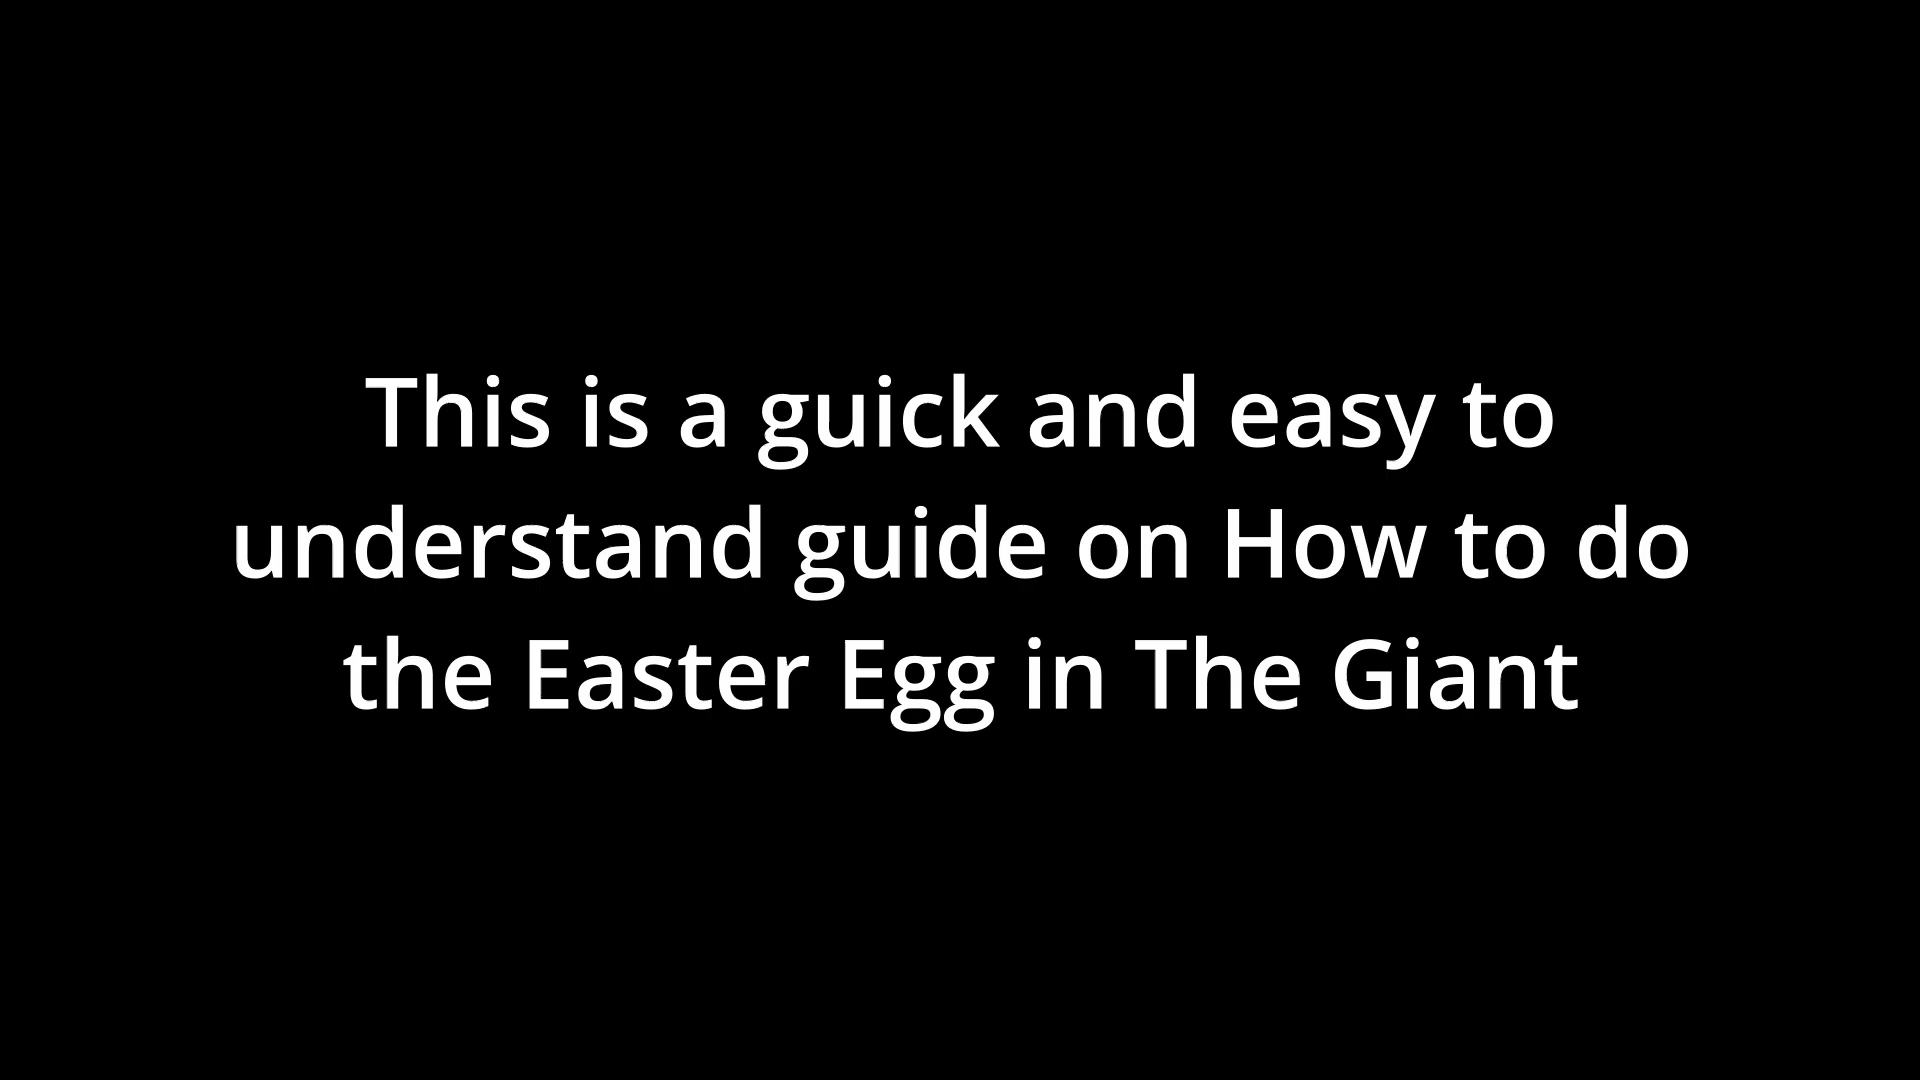 This is a guick and easy to
understand guide on How to do
the Easter Egg in The Giant